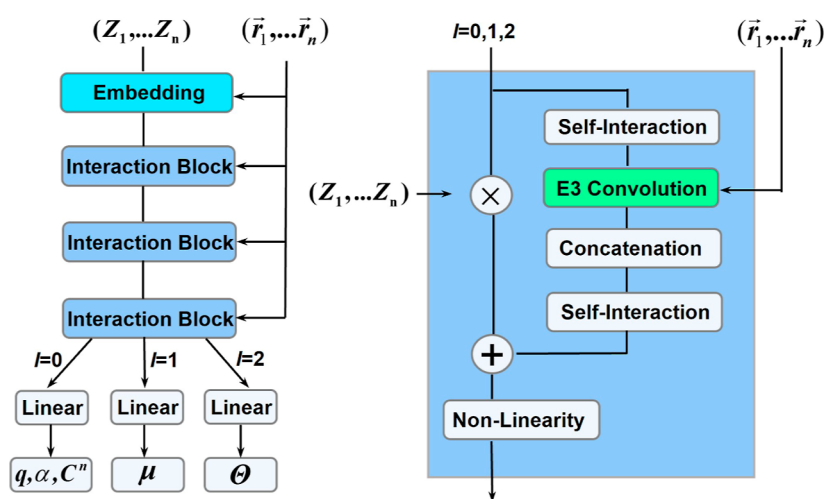 (Z₁,...Zₙ)
(r⃗₁,...r⃗ₙ)
Embedding
Interaction Block
Interaction Block
Interaction Block
l=0
l=1
l=2
Linear
Linear
Linear
q,α,Cⁿ
μ
Θ
l=0,1,2
(r⃗₁,...r⃗ₙ)
Self-Interaction
(Z₁,...Zₙ)
×
E3 Convolution
Concatenation
Self-Interaction
+
Non-Linearity